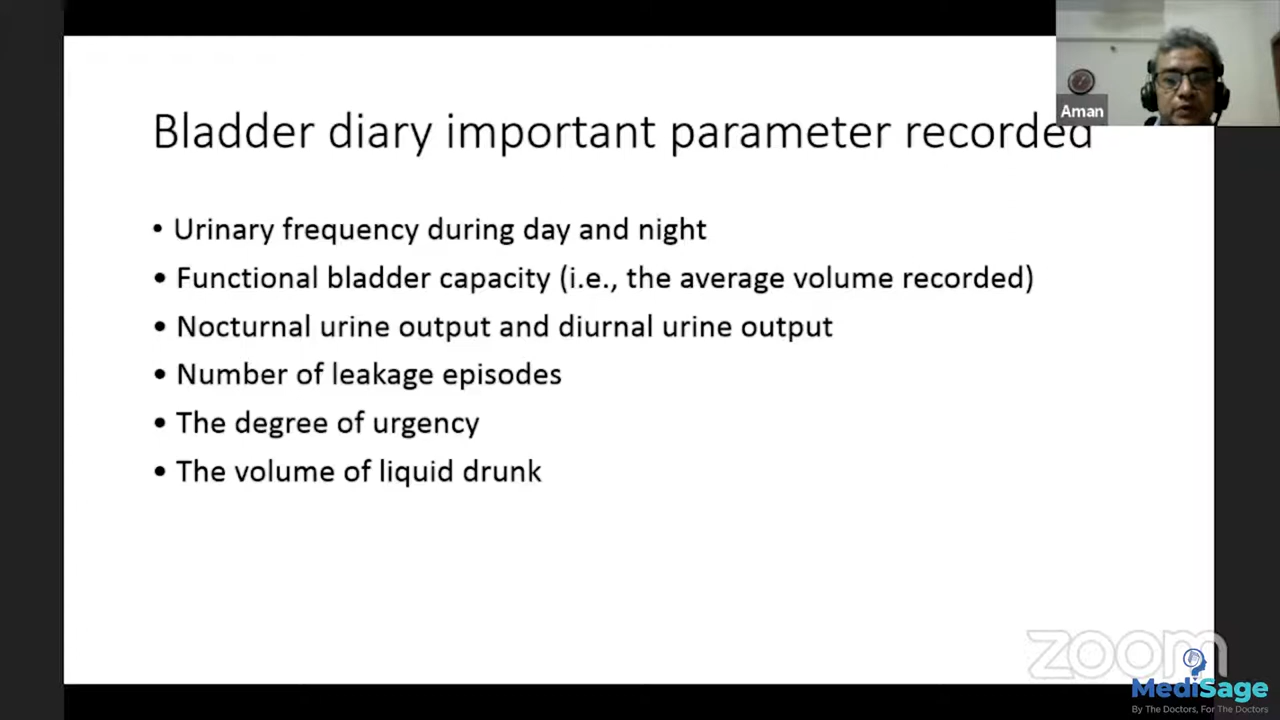 Aman
Bladder diary important parameter recorded
• Urinary frequency during day and night
• Functional bladder capacity (i.e., the average volume recorded)
• Nocturnal urine output and diurnal urine output
• Number of leakage episodes
• The degree of urgency
• The volume of liquid drunk
zoom
MediSage
By The Doctors, For The Doctors